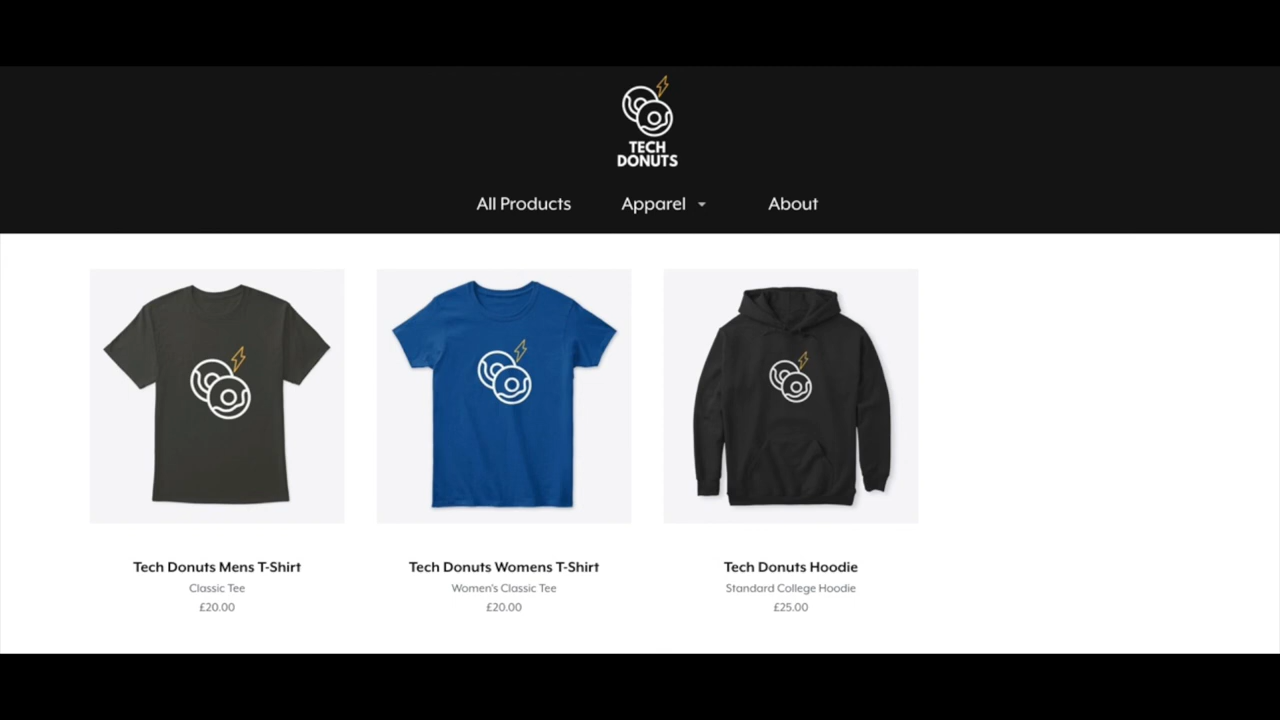 TECH
DONUTS
All Products
Apparel
About
Tech Donuts Mens T-Shirt
Classic Tee
£20.00
Tech Donuts Womens T-Shirt
Women's Classic Tee
£20.00
Tech Donuts Hoodie
Standard College Hoodie
£25.00